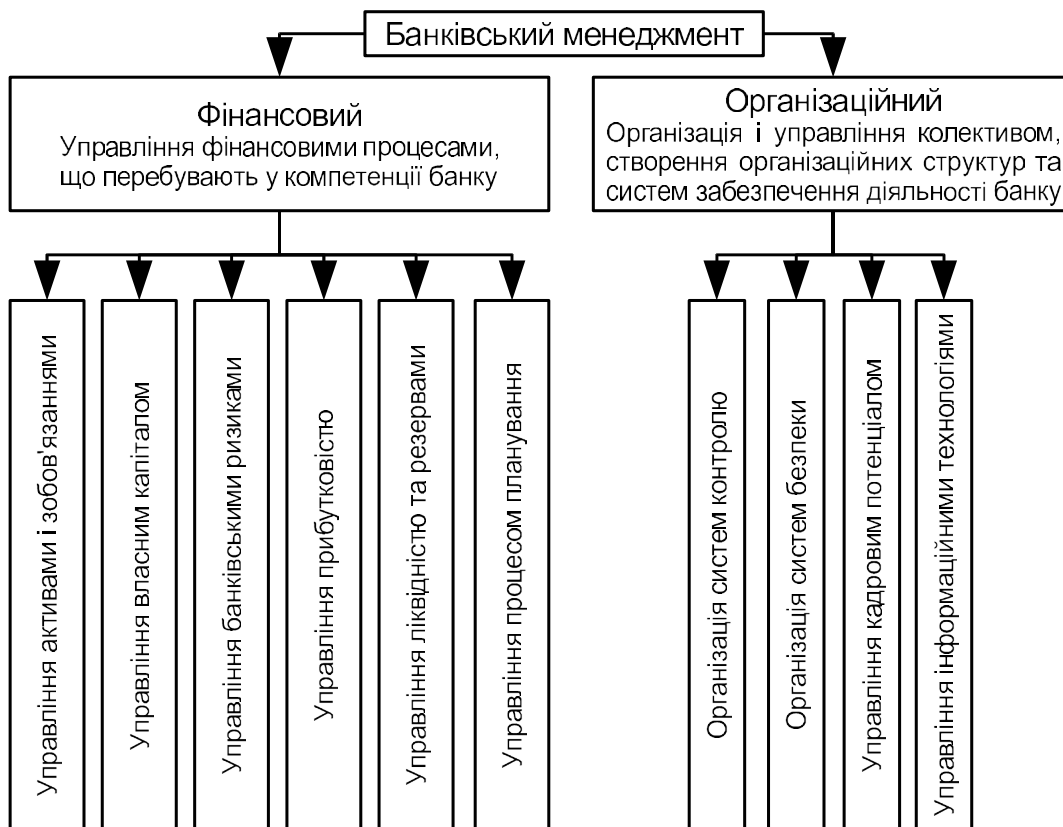 Банківський менеджмент
Фінансовий
Управління фінансовими процесами,
що перебувають у компетенції банку
Організаційний
Організація і управління колективом,
створення організаційних структур та
систем забезпечення діяльності банку
Управління активами і зобов'язаннями
Управління власним капіталом
Управління банківськими ризиками
Управління прибутковістю
Управління ліквідністю та резервами
Управління процесом планування
Організація систем контролю
Організація систем безпеки
Управління кадровим потенціалом
Управління інформаційними технологіями